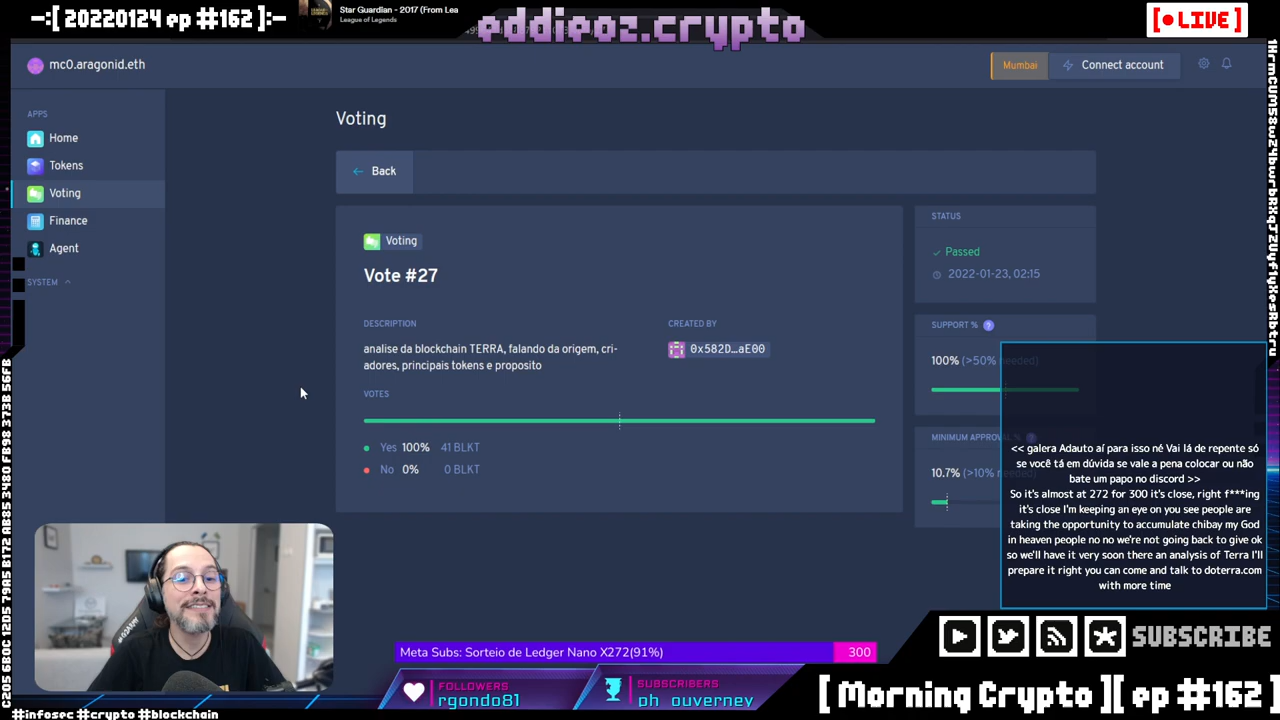 -:[ 20220124 ep #162 ]:-
Star Guardian - 2017 (From Lea
League of Legends
eddieoz.crypto
[●LIVE]
mc0.aragonid.eth
Mumbai
Connect account
APPS
Home
Tokens
Voting
Finance
Agent
SYSTEM
Voting
← Back
Voting
Vote #27
DESCRIPTION
analise da blockchain TERRA, falando da origem, cri-
adores, principais tokens e proposito
CREATED BY
0x582D…aE00
VOTES
Yes 100% 41 BLKT
No 0% 0 BLKT
STATUS
Passed
2022-01-23, 02:15
SUPPORT % ?
100% (>50% needed)
MINIMUM APPROVAL % ?
10.7% (>10% needed)
<< galera Adauto aí para isso né Vai lá de repente só
se você tá em dúvida se vale a pena colocar ou não
bate um papo no discord >>
So it's almost at 272 for 300 it's close, right f***ing
it's close I'm keeping an eye on you see people are
taking the opportunity to accumulate chibay my God
in heaven people no no we're not going back to give ok
so we'll have it very soon there an analysis of Terra I'll
prepare it right you can come and talk to doterra.com
with more time
Meta Subs: Sorteio de Ledger Nano X272(91%)
300
FOLLOWERS
rgondo81
SUBSCRIBERS
ph_ouverney
SUBSCRIBE
[ Morning Crypto ][ ep #162 ]
#infosec #crypto #blockchain